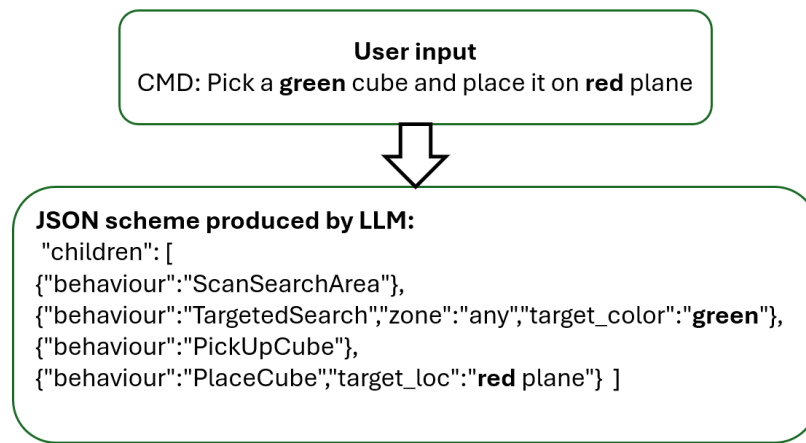 User input
CMD: Pick a green cube and place it on red plane
JSON scheme produced by LLM:
"children": [
{"behaviour":"ScanSearchArea"},
{"behaviour":"TargetedSearch","zone":"any","target_color":"green"},
{"behaviour":"PickUpCube"},
{"behaviour":"PlaceCube","target_loc":"red plane"} ]